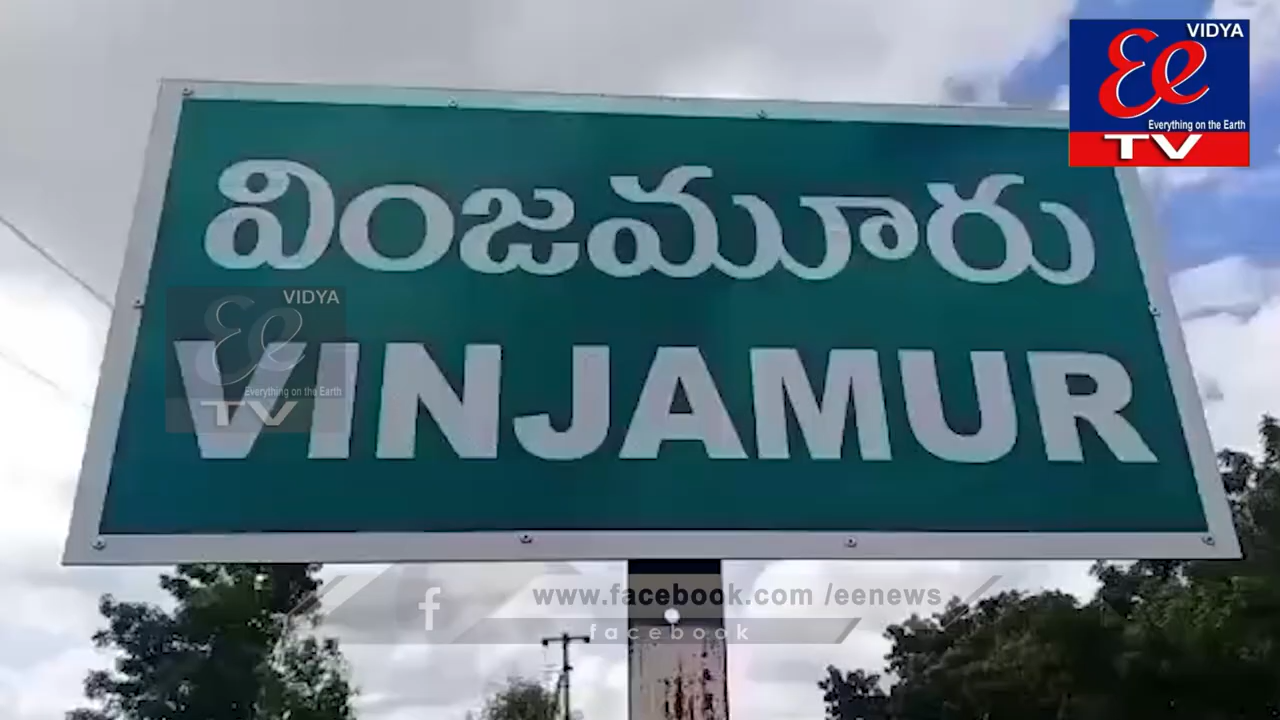 VIDYA
Ee
Everything on the Earth
TV
వింజమూరు
VIDYA
Ee
Everything on the Earth
TV
VINJAMUR
www.facebook.com /eenews
facebook